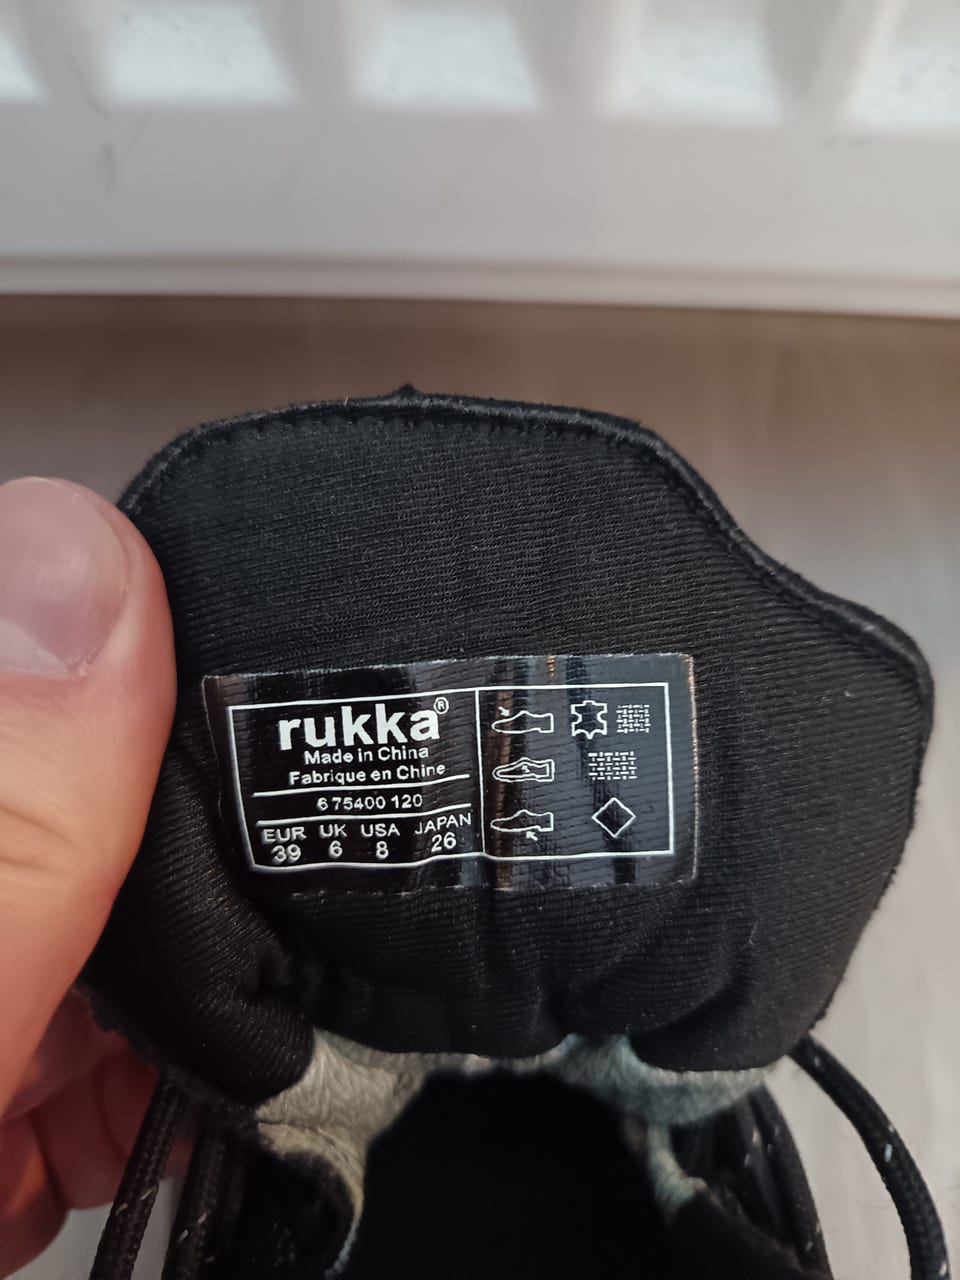 rukka®
Made in China
Fabrique en Chine
6 75400 120
EUR UK USA JAPAN
39 6 8 26